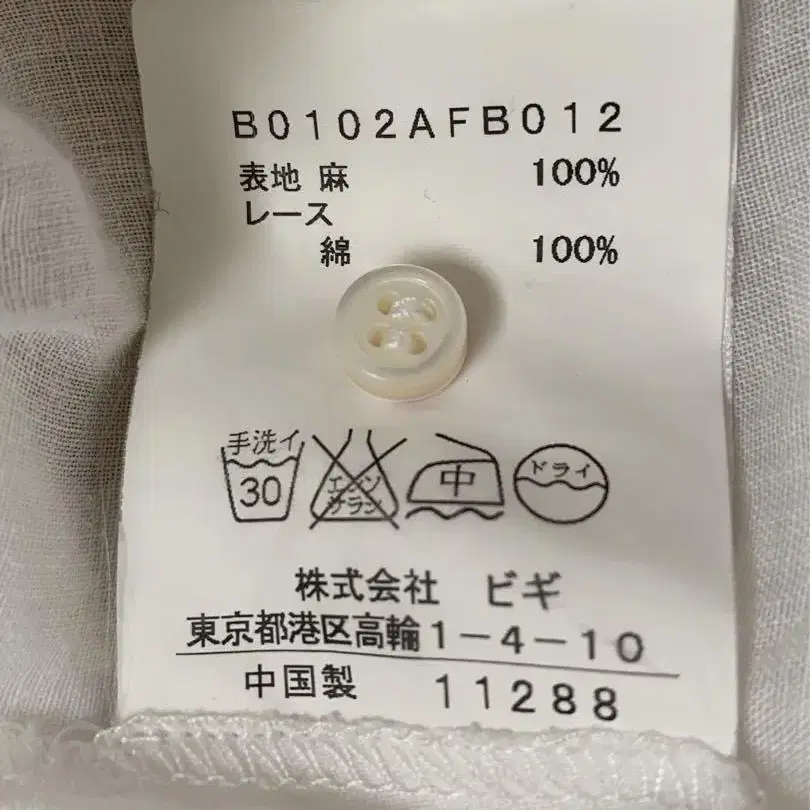 B0102AFB012
表地 麻 100%
レース
綿 100%
手洗イ
30
エンソ
サラシ
中
ドライ
株式会社 ビギ
東京都港区高輪1-4-10
中国製 11288